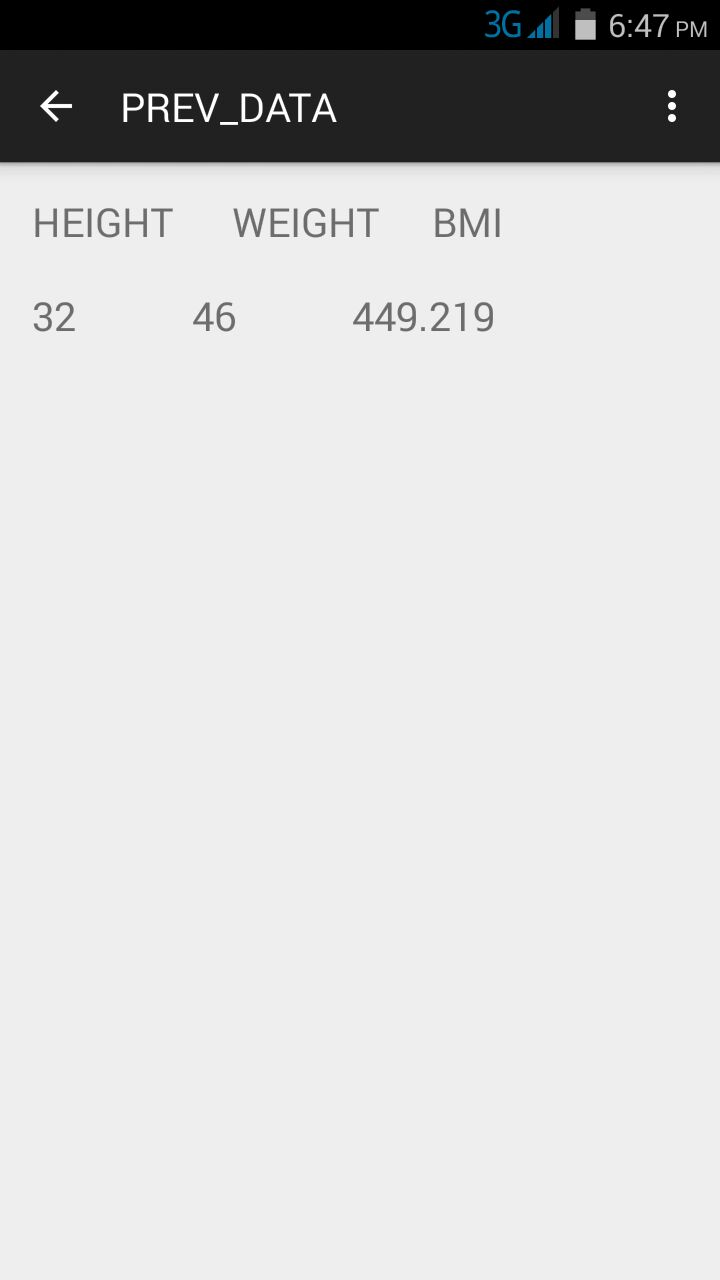 3G 6:47 PM
PREV_DATA
HEIGHT WEIGHT BMI
32 46 449.219